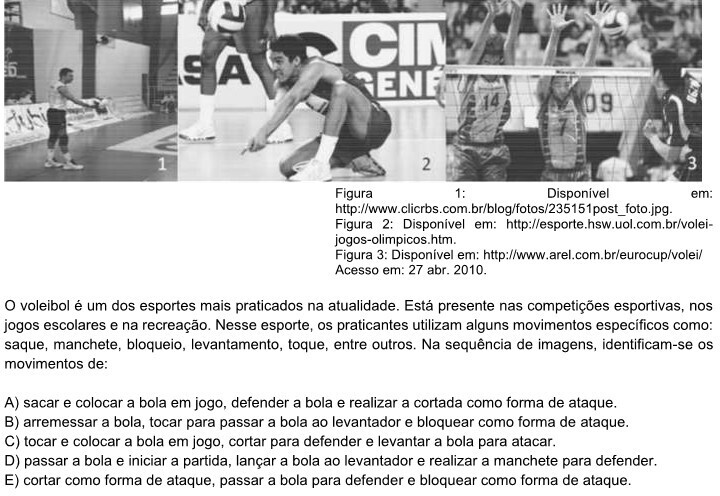 CIN
SA
GENÉ
14
7
09
1
2
3
Figura 1: Disponível em:
http://www.clicrbs.com.br/blog/fotos/235151post_foto.jpg.
Figura 2: Disponível em: http://esporte.hsw.uol.com.br/volei-
jogos-olimpicos.htm.
Figura 3: Disponível em: http://www.arel.com.br/eurocup/volei/
Acesso em: 27 abr. 2010.
O voleibol é um dos esportes mais praticados na atualidade. Está presente nas competições esportivas, nos
jogos escolares e na recreação. Nesse esporte, os praticantes utilizam alguns movimentos específicos como:
saque, manchete, bloqueio, levantamento, toque, entre outros. Na sequência de imagens, identificam-se os
movimentos de:
A) sacar e colocar a bola em jogo, defender a bola e realizar a cortada como forma de ataque.
B) arremessar a bola, tocar para passar a bola ao levantador e bloquear como forma de ataque.
C) tocar e colocar a bola em jogo, cortar para defender e levantar a bola para atacar.
D) passar a bola e iniciar a partida, lançar a bola ao levantador e realizar a manchete para defender.
E) cortar como forma de ataque, passar a bola para defender e bloquear como forma de ataque.